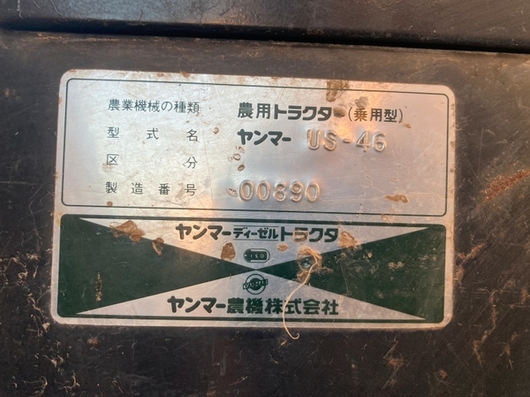 農業機械の種類 農用トラクター(乗用型)
型式名 ヤンマー US-46
区分
製造番号 00890
ヤンマーディーゼルトラクタ
ヤンマー農機株式会社